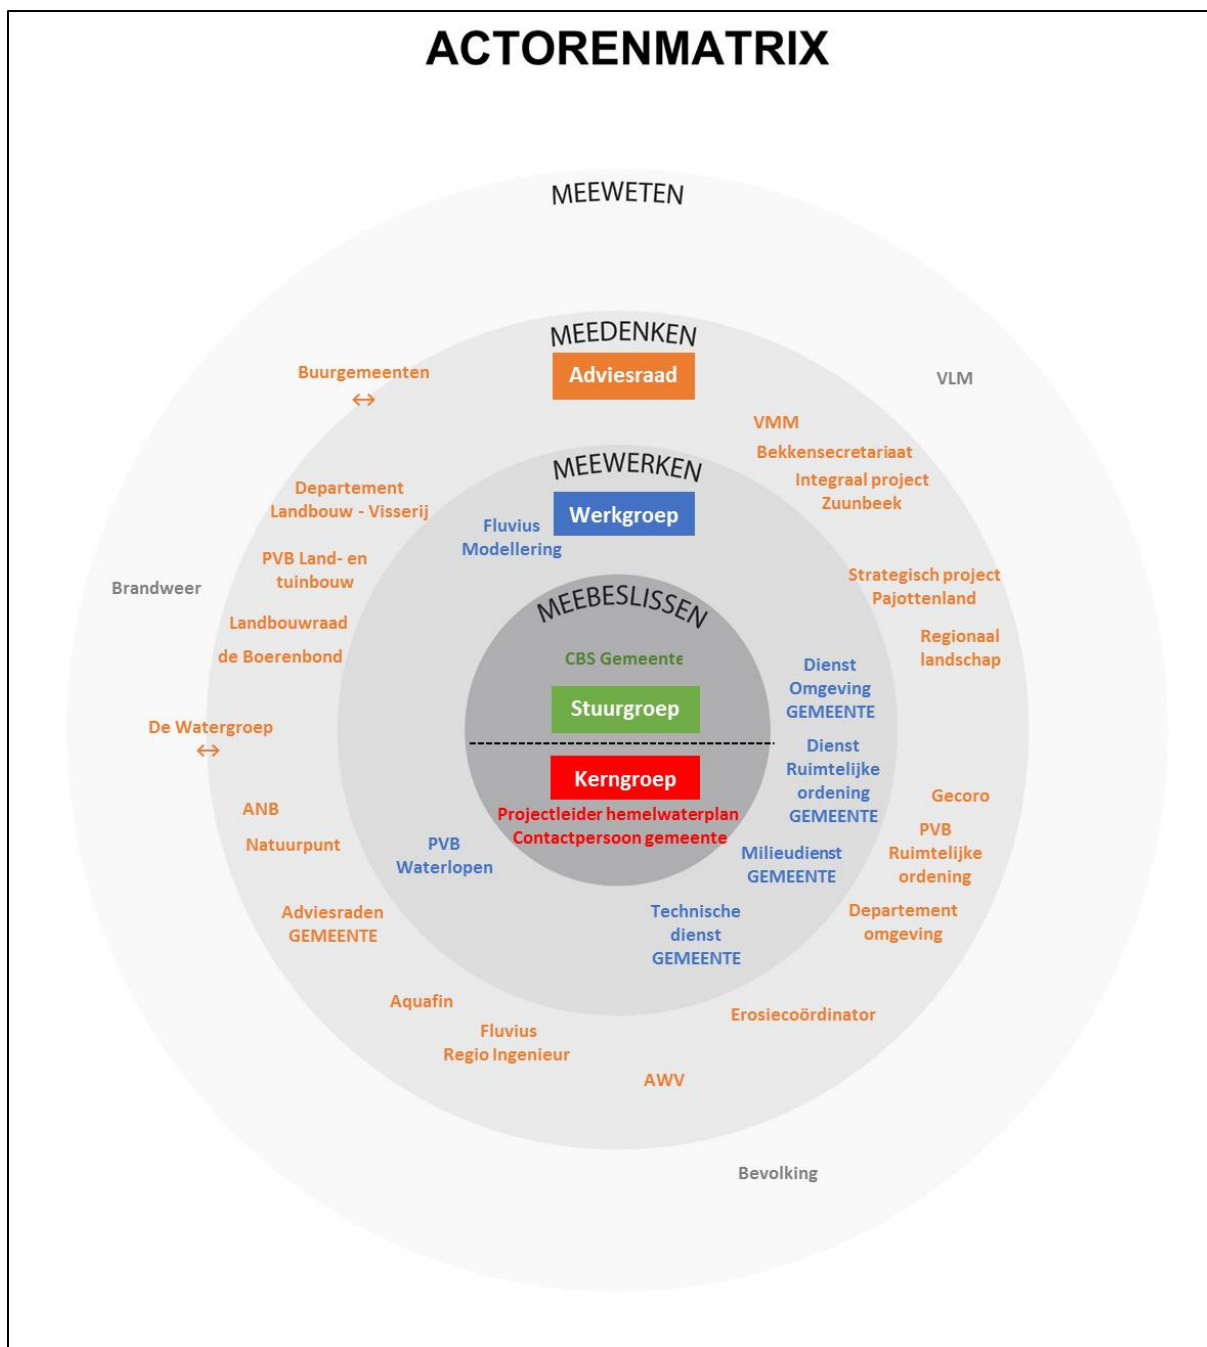 ACTORENMATRIX
MEEWETEN
MEEDENKEN
Adviesraad
Buurgemeenten
↔
VLM
VMM
Bekkensecretariaat
Integraal project
Zuunbeek
MEEWERKEN
Werkgroep
Departement
Landbouw - Visserij
Fluvius
Modellering
PVB Land- en
tuinbouw
Brandweer
Strategisch project
Pajottenland
MEEBESLISSEN
Landbouwraad
de Boerenbond
Regionaal
landschap
CBS Gemeente
Stuurgroep
Dienst
Omgeving
GEMEENTE
De Watergroep
↔
Kerngroep
Projectleider hemelwaterplan
Contactpersoon gemeente
Dienst
Ruimtelijke
ordening
GEMEENTE
Gecoro
ANB
Natuurpunt
PVB
Waterlopen
Milieudienst
GEMEENTE
PVB
Ruimtelijke
ordening
Adviesraden
GEMEENTE
Technische
dienst
GEMEENTE
Departement
omgeving
Aquafin
Fluvius
Regio Ingenieur
Erosiecoördinator
AWV
Bevolking